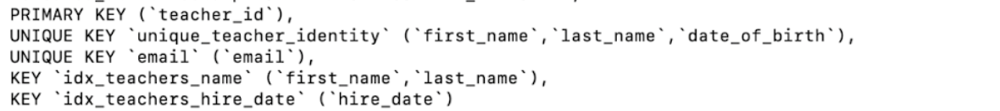 PRIMARY KEY (`teacher_id`),
UNIQUE KEY `unique_teacher_identity` (`first_name`,`last_name`,`date_of_birth`),
UNIQUE KEY `email` (`email`),
KEY `idx_teachers_name` (`first_name`,`last_name`),
KEY `idx_teachers_hire_date` (`hire_date`)